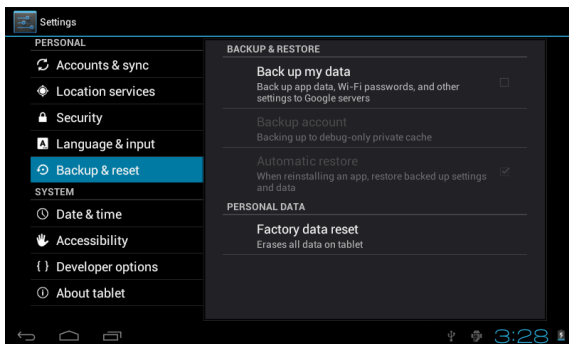 Settings
PERSONAL
Accounts & sync
Location services
Security
A
Language & input
Backup & reset
SYSTEM
Date & time
Accessibility
{ } Developer options
About tablet
BACKUP & RESTORE
Back up my data
Back up app data, Wi-Fi passwords, and other
settings to Google servers
Backup account
Backing up to debug-only private cache
Automatic restore
When reinstalling an app, restore backed up settings
and data
PERSONAL DATA
Factory data reset
Erases all data on tablet
3:28